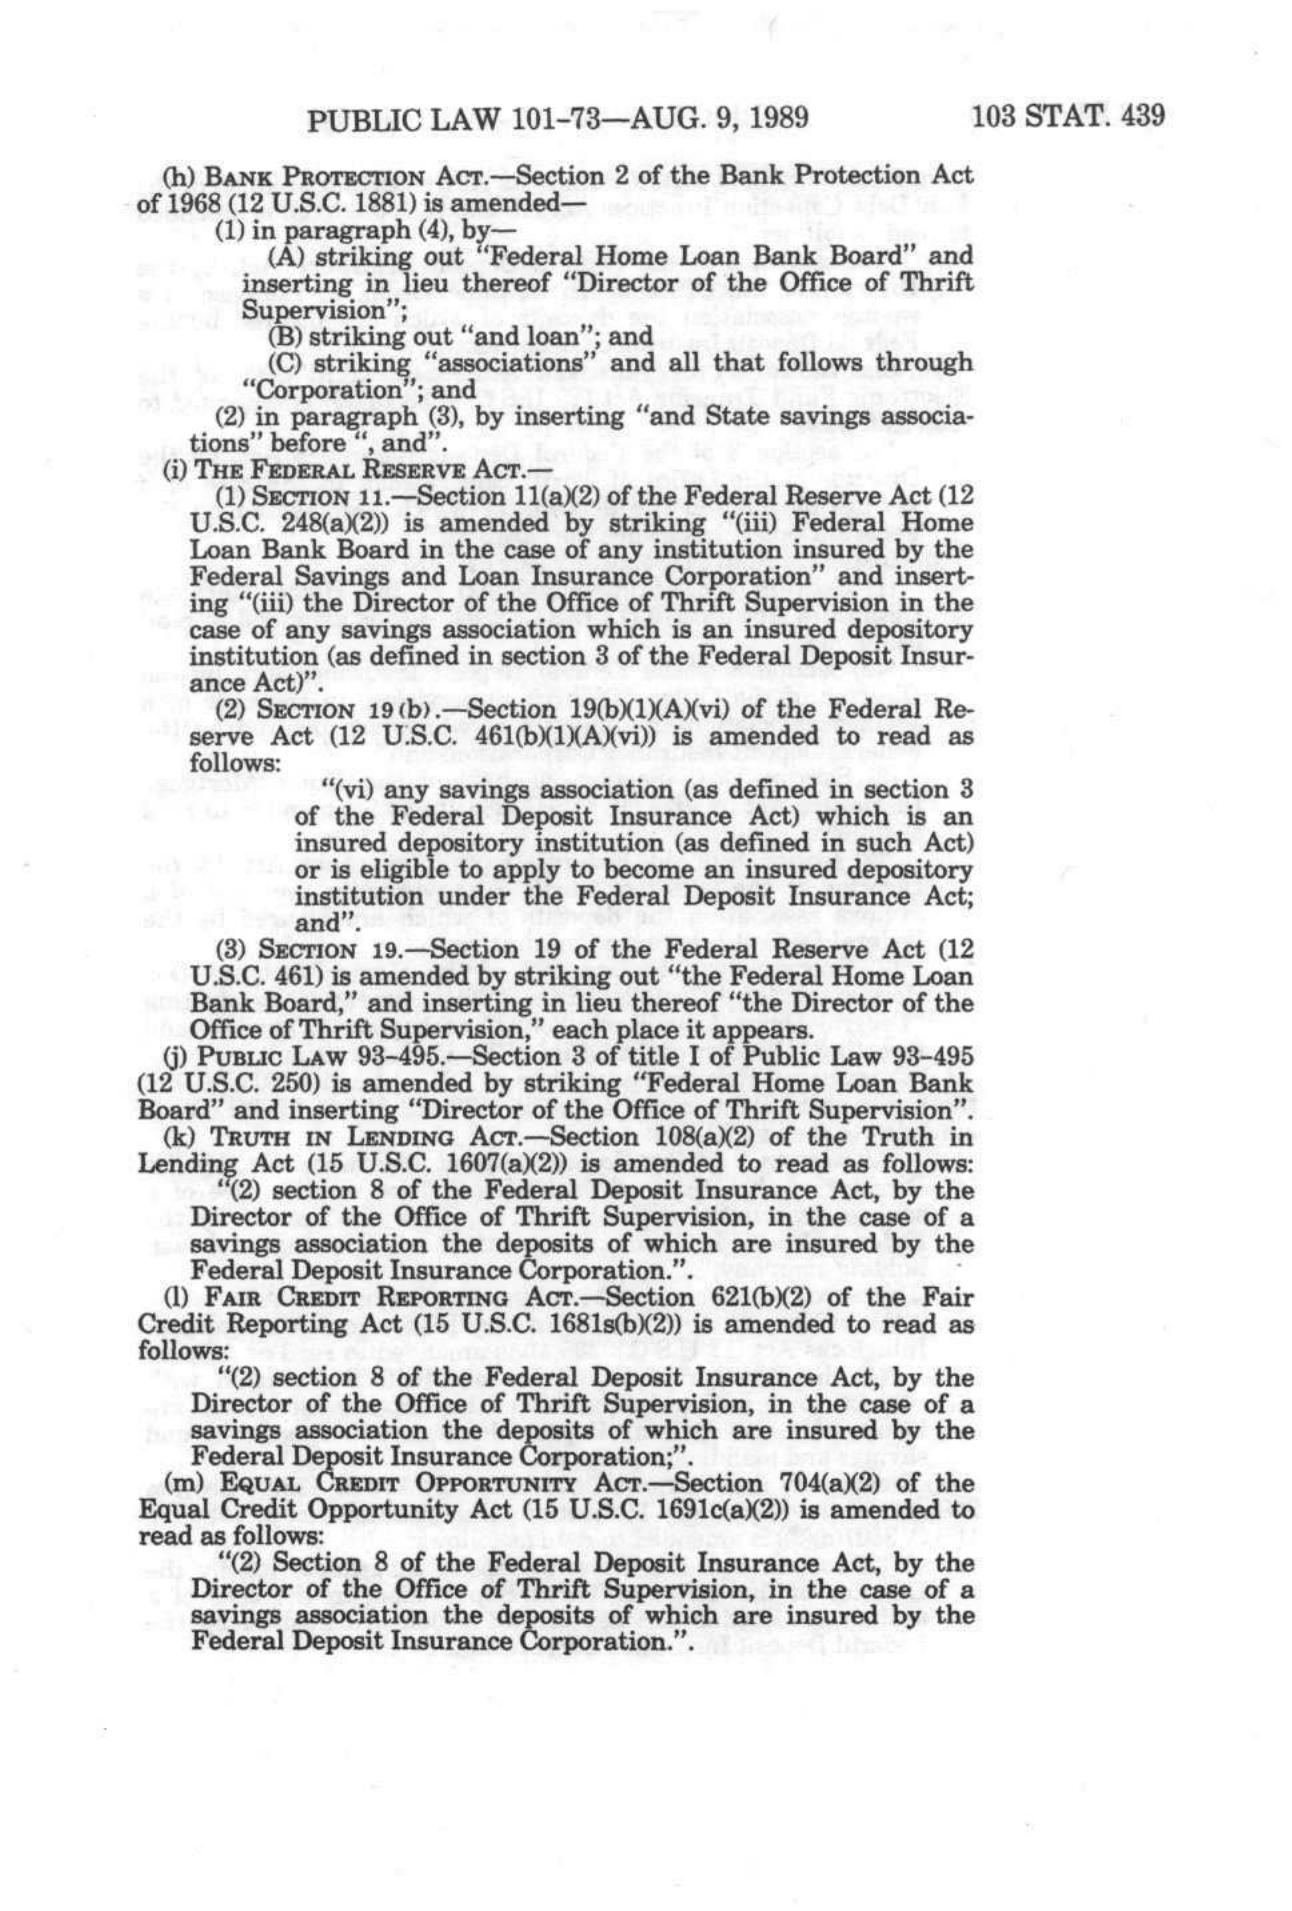 PUBLIC LAW 101–73—AUG. 9, 1989 103 STAT. 439
(h) BANK PROTECTION ACT.—Section 2 of the Bank Protection Act
of 1968 (12 U.S.C. 1881) is amended—
(1) in paragraph (4), by—
(A) striking out "Federal Home Loan Bank Board" and
inserting in lieu thereof "Director of the Office of Thrift
Supervision";
(B) striking out "and loan"; and
(C) striking "associations" and all that follows through
"Corporation"; and
(2) in paragraph (3), by inserting "and State savings associa-
tions" before ", and".
(i) THE FEDERAL RESERVE ACT.—
(1) SECTION 11.—Section 11(a)(2) of the Federal Reserve Act (12
U.S.C. 248(a)(2)) is amended by striking "(iii) Federal Home
Loan Bank Board in the case of any institution insured by the
Federal Savings and Loan Insurance Corporation" and insert-
ing "(iii) the Director of the Office of Thrift Supervision in the
case of any savings association which is an insured depository
institution (as defined in section 3 of the Federal Deposit Insur-
ance Act)".
(2) SECTION 19(b).—Section 19(b)(1)(A)(vi) of the Federal Re-
serve Act (12 U.S.C. 461(b)(1)(A)(vi)) is amended to read as
follows:
"(vi) any savings association (as defined in section 3
of the Federal Deposit Insurance Act) which is an
insured depository institution (as defined in such Act)
or is eligible to apply to become an insured depository
institution under the Federal Deposit Insurance Act;
and".
(3) SECTION 19.—Section 19 of the Federal Reserve Act (12
U.S.C. 461) is amended by striking out "the Federal Home Loan
Bank Board," and inserting in lieu thereof "the Director of the
Office of Thrift Supervision," each place it appears.
(j) PUBLIC LAW 93–495.—Section 3 of title I of Public Law 93–495
(12 U.S.C. 250) is amended by striking "Federal Home Loan Bank
Board" and inserting "Director of the Office of Thrift Supervision".
(k) TRUTH IN LENDING ACT.—Section 108(a)(2) of the Truth in
Lending Act (15 U.S.C. 1607(a)(2)) is amended to read as follows:
"(2) section 8 of the Federal Deposit Insurance Act, by the
Director of the Office of Thrift Supervision, in the case of a
savings association the deposits of which are insured by the
Federal Deposit Insurance Corporation.".
(l) FAIR CREDIT REPORTING ACT.—Section 621(b)(2) of the Fair
Credit Reporting Act (15 U.S.C. 1681s(b)(2)) is amended to read as
follows:
"(2) section 8 of the Federal Deposit Insurance Act, by the
Director of the Office of Thrift Supervision, in the case of a
savings association the deposits of which are insured by the
Federal Deposit Insurance Corporation;".
(m) EQUAL CREDIT OPPORTUNITY ACT.—Section 704(a)(2) of the
Equal Credit Opportunity Act (15 U.S.C. 1691c(a)(2)) is amended to
read as follows:
"(2) Section 8 of the Federal Deposit Insurance Act, by the
Director of the Office of Thrift Supervision, in the case of a
savings association the deposits of which are insured by the
Federal Deposit Insurance Corporation.".